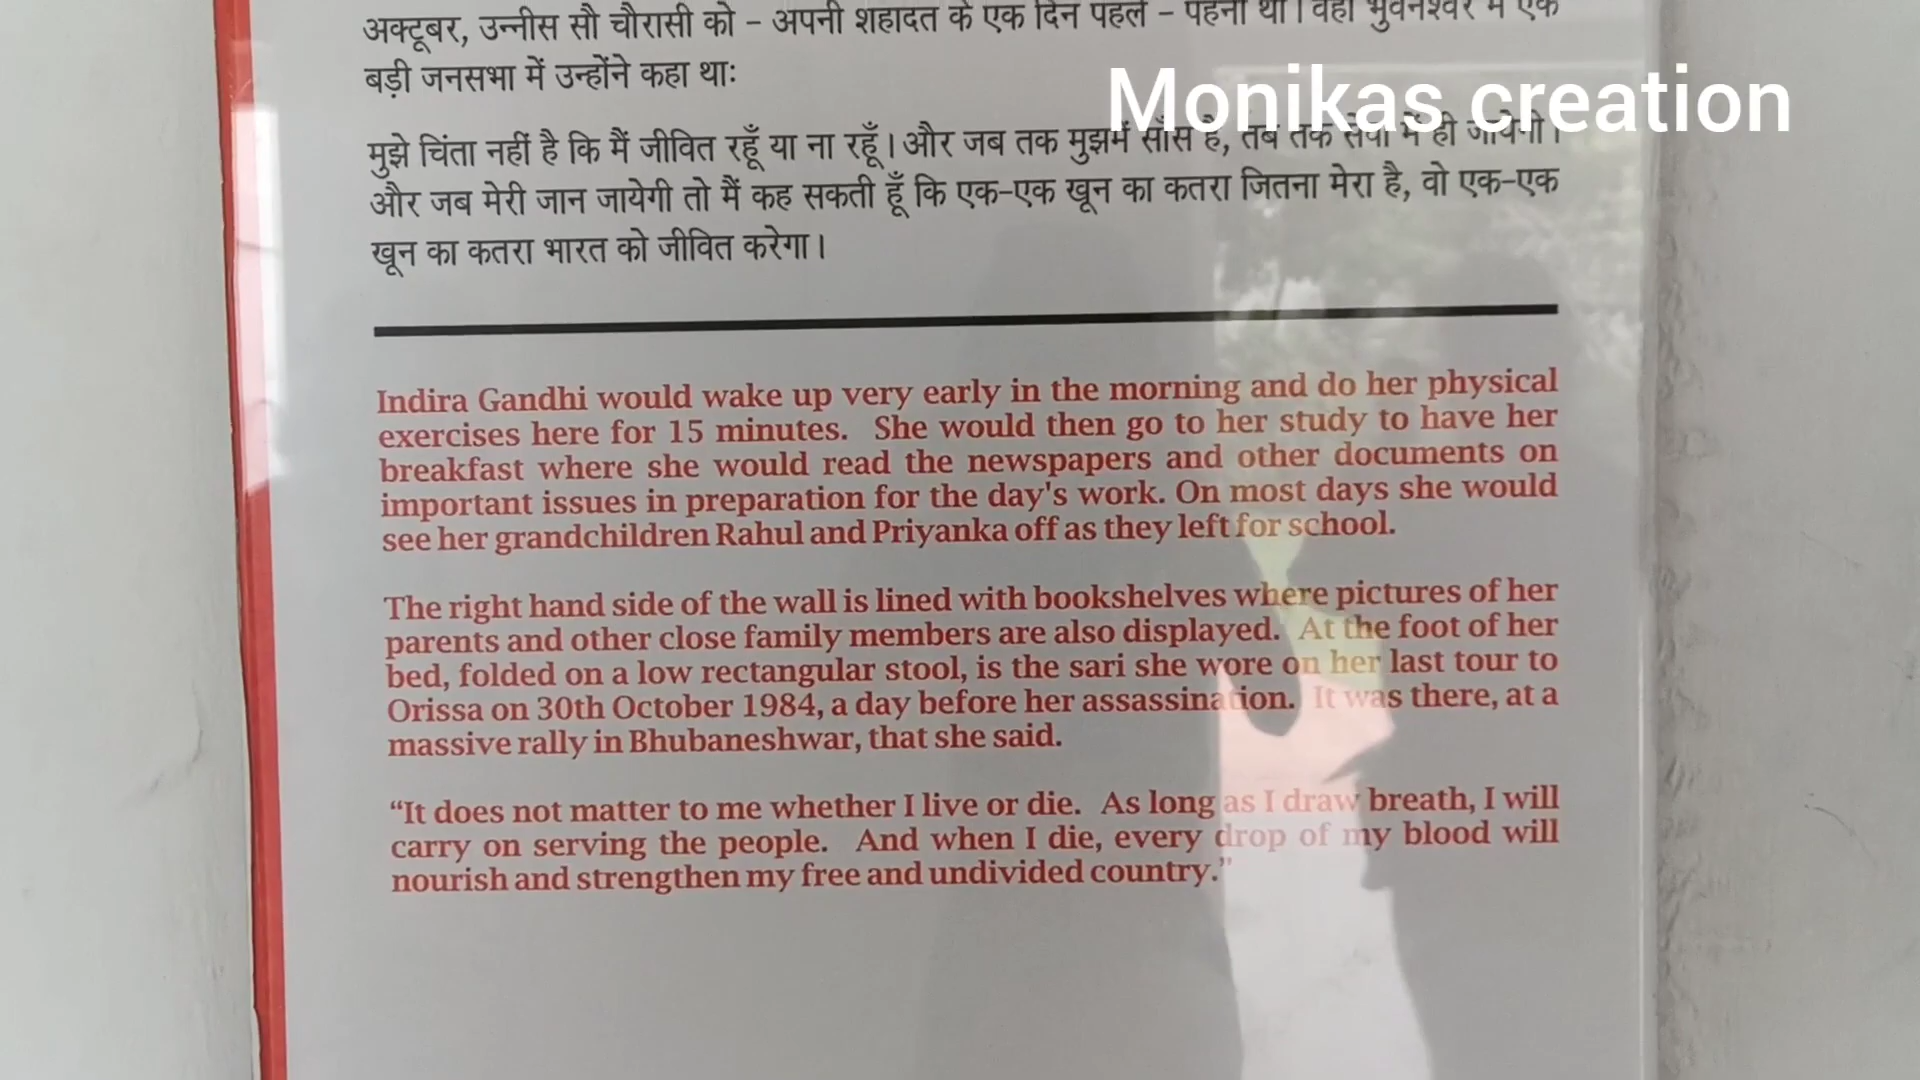 अक्टूबर, उन्नीस सौ चौरासी को – अपनी शहादत के एक दिन पहले – पहनी थी। वहीं भुवनेश्वर में एक
बड़ी जनसभा में उन्होंने कहा थाः
Monikas creation
मुझे चिंता नहीं है कि मैं जीवित रहूँ या ना रहूँ। और जब तक मुझमें साँस है, तब तक सेवा में ही जायेगी।
और जब मेरी जान जायेगी तो मैं कह सकती हूँ कि एक-एक खून का कतरा जितना मेरा है, वो एक-एक
खून का कतरा भारत को जीवित करेगा।
Indira Gandhi would wake up very early in the morning and do her physical
exercises here for 15 minutes. She would then go to her study to have her
breakfast where she would read the newspapers and other documents on
important issues in preparation for the day's work. On most days she would
see her grandchildren Rahul and Priyanka off as they left for school.
The right hand side of the wall is lined with bookshelves where pictures of her
parents and other close family members are also displayed. At the foot of her
bed, folded on a low rectangular stool, is the sari she wore on her last tour to
Orissa on 30th October 1984, a day before her assassination. It was there, at a
massive rally in Bhubaneshwar, that she said.
“It does not matter to me whether I live or die. As long as I draw breath, I will
carry on serving the people. And when I die, every drop of my blood will
nourish and strengthen my free and undivided country.”